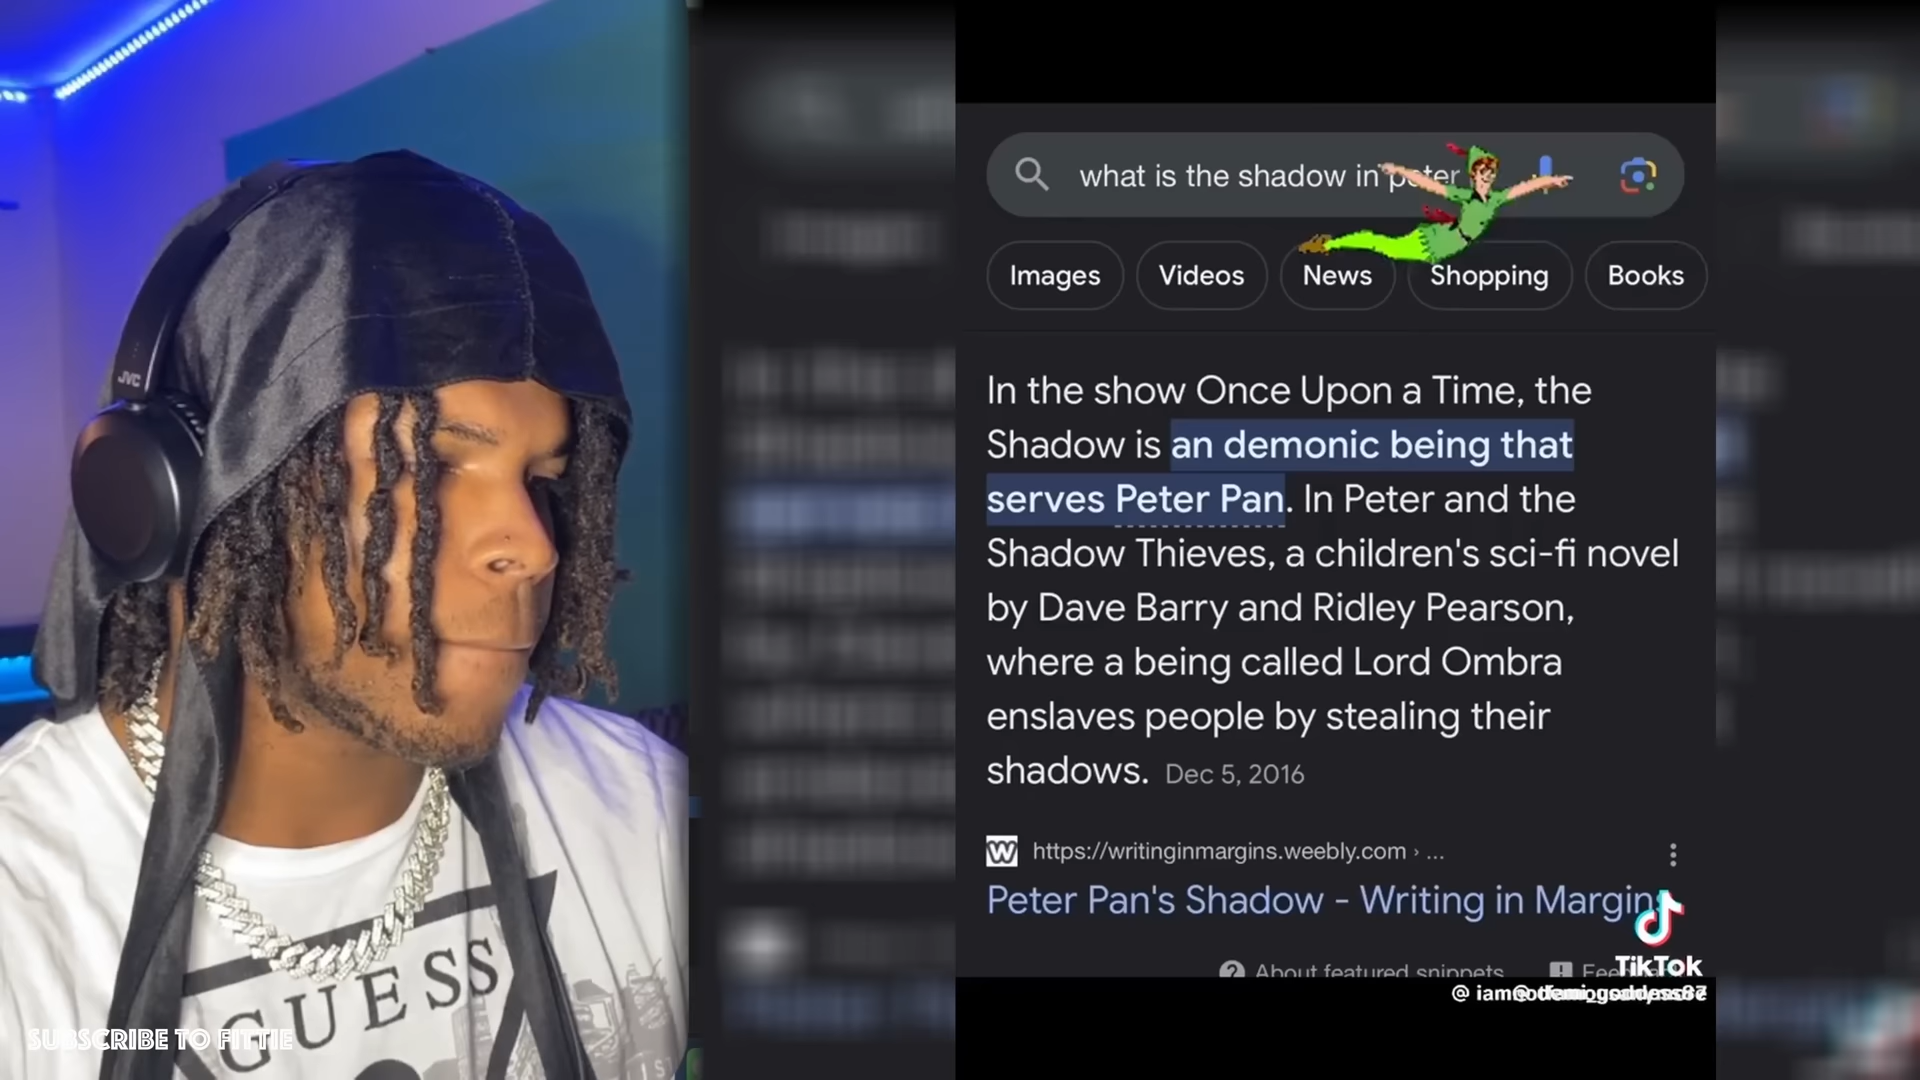 JVC
GUESS
SUBSCRIBE TO FITTIE
what is the shadow in peter
Images
Videos
News
Shopping
Books
In the show Once Upon a Time, the
Shadow is an demonic being that
serves Peter Pan. In Peter and the
Shadow Thieves, a children's sci-fi novel
by Dave Barry and Ridley Pearson,
where a being called Lord Ombra
enslaves people by stealing their
shadows. Dec 5, 2016
https://writinginmargins.weebly.com › ...
Peter Pan's Shadow - Writing in Margins
About featured snippets
TikTok